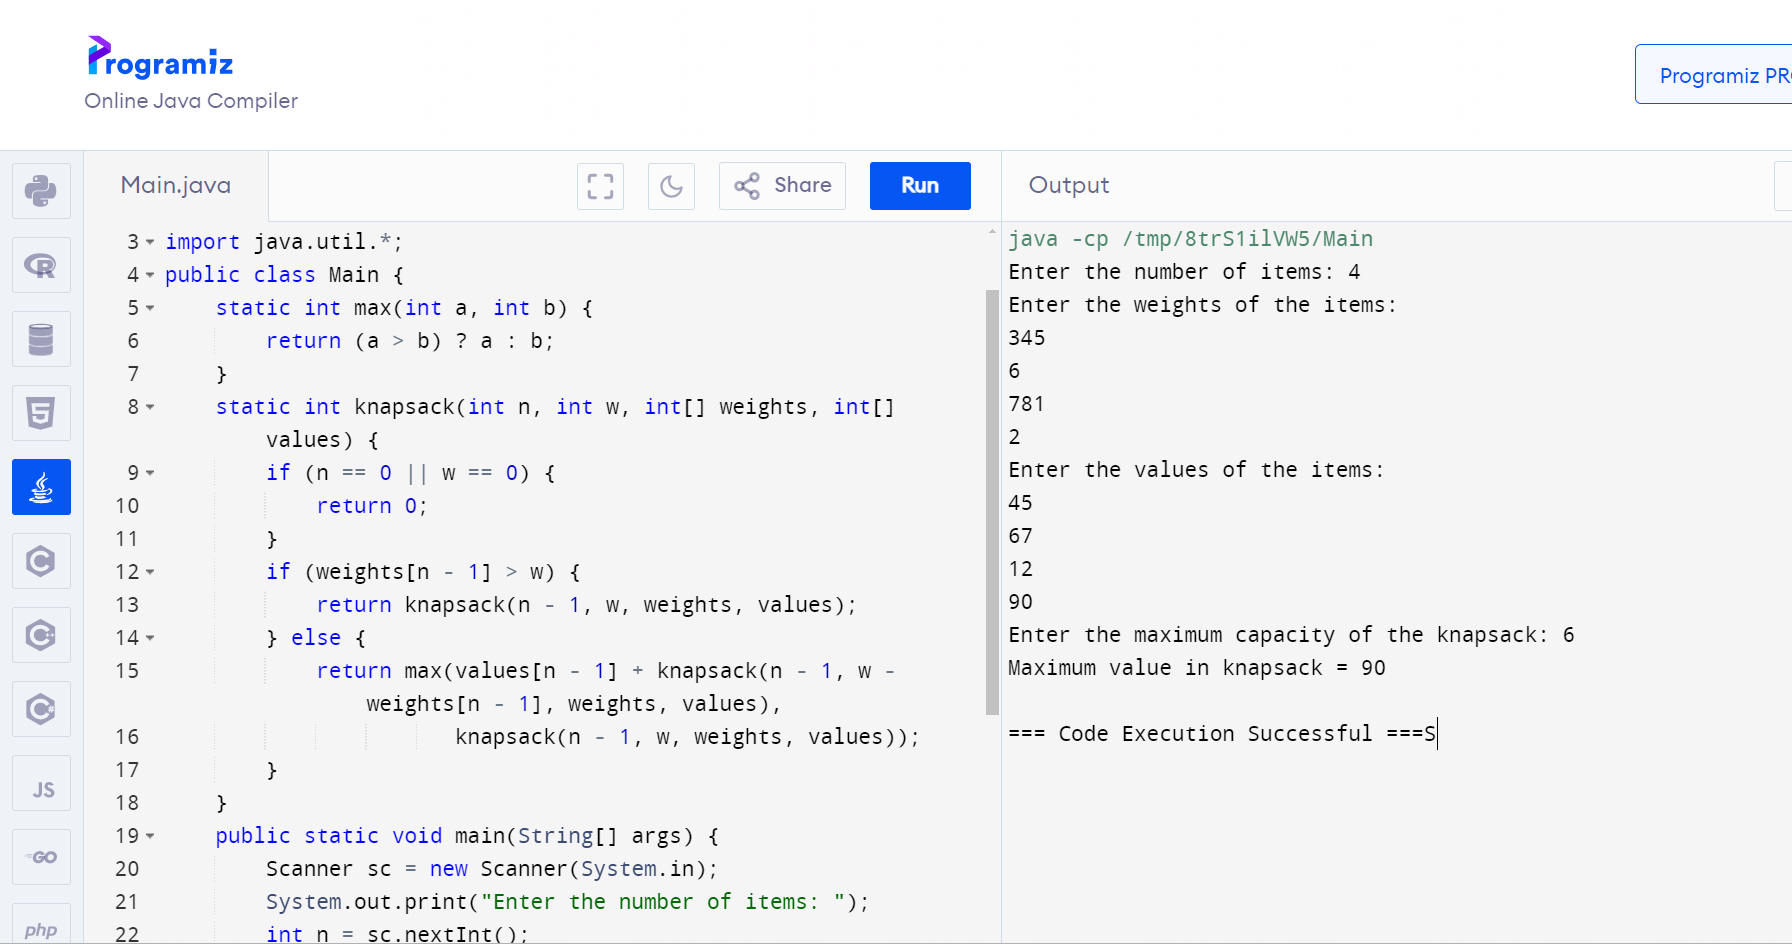 Programiz
Online Java Compiler
Programiz PR
Main.java
Share
Run
Output
3 import java.util.*;
4 public class Main {
5 static int max(int a, int b) {
6 return (a > b) ? a : b;
7 }
8 static int knapsack(int n, int w, int[] weights, int[]
values) {
9 if (n == 0 || w == 0) {
10 return 0;
11 }
12 if (weights[n - 1] > w) {
13 return knapsack(n - 1, w, weights, values);
14 } else {
15 return max(values[n - 1] + knapsack(n - 1, w -
weights[n - 1], weights, values),
16 knapsack(n - 1, w, weights, values));
17 }
18 }
19 public static void main(String[] args) {
20 Scanner sc = new Scanner(System.in);
21 System.out.print("Enter the number of items: ");
22 int n = sc.nextInt();
java -cp /tmp/8trS1ilVW5/Main
Enter the number of items: 4
Enter the weights of the items:
345
6
781
2
Enter the values of the items:
45
67
12
90
Enter the maximum capacity of the knapsack: 6
Maximum value in knapsack = 90
=== Code Execution Successful ===S
R
5
C
C++
C#
JS
GO
php